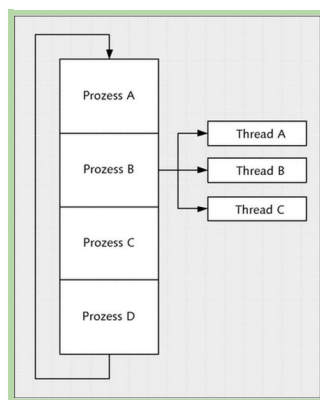 Prozess A
Prozess B
Prozess C
Prozess D
Thread A
Thread B
Thread C